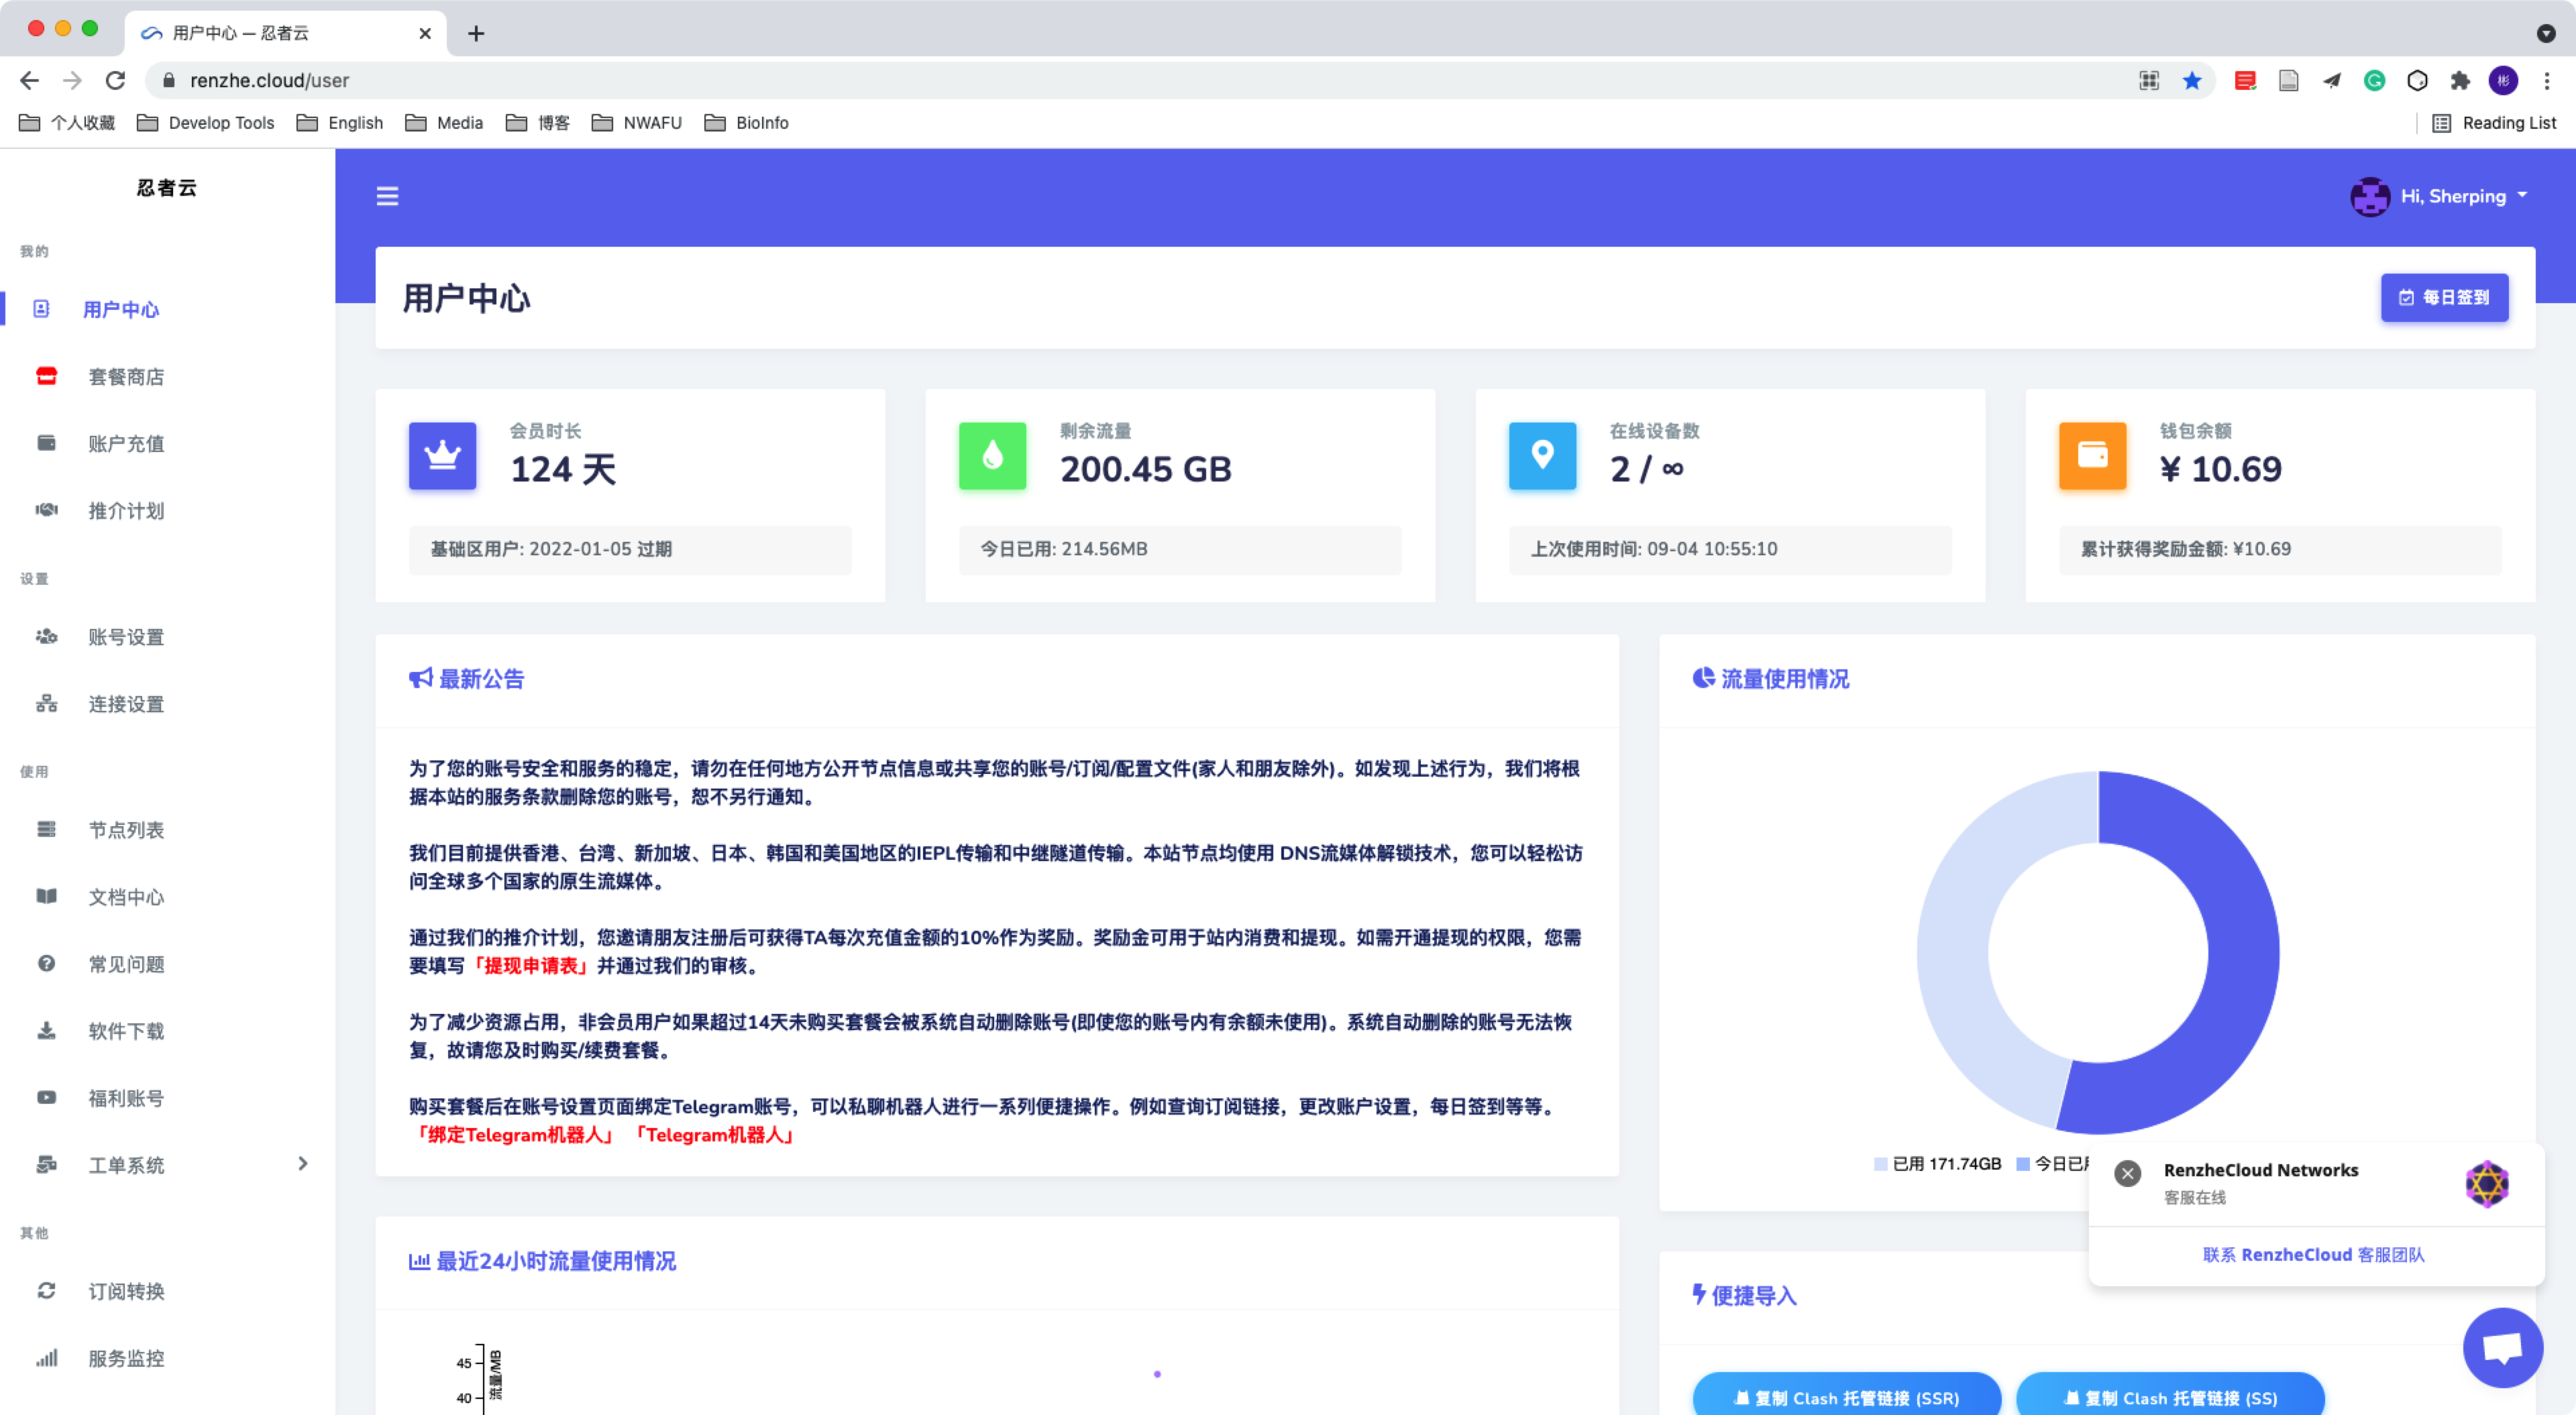 用户中心 — 忍者云
renzhe.cloud/user
彬
个人收藏
Develop Tools
English
Media
博客
NWAFU
BioInfo
Reading List
忍者云
我的
用户中心
套餐商店
账户充值
推介计划
设置
账号设置
连接设置
使用
节点列表
文档中心
常见问题
软件下载
福利账号
工单系统
其他
订阅转换
服务监控
Hi, Sherping
用户中心
每日签到
会员时长
124 天
基础区用户: 2022-01-05 过期
剩余流量
200.45 GB
今日已用: 214.56MB
在线设备数
2 / ∞
上次使用时间: 09-04 10:55:10
钱包余额
¥ 10.69
累计获得奖励金额: ¥10.69
最新公告
为了您的账号安全和服务的稳定，请勿在任何地方公开节点信息或共享您的账号/订阅/配置文件(家人和朋友除外)。如发现上述行为，我们将根
据本站的服务条款删除您的账号，恕不另行通知。
我们目前提供香港、台湾、新加坡、日本、韩国和美国地区的IEPL传输和中继隧道传输。本站节点均使用 DNS流媒体解锁技术，您可以轻松访
问全球多个国家的原生流媒体。
通过我们的推介计划，您邀请朋友注册后可获得TA每次充值金额的10%作为奖励。奖励金可用于站内消费和提现。如需开通提现的权限，您需
要填写「提现申请表」并通过我们的审核。
为了减少资源占用，非会员用户如果超过14天未购买套餐会被系统自动删除账号(即使您的账号内有余额未使用)。系统自动删除的账号无法恢
复，故请您及时购买/续费套餐。
购买套餐后在账号设置页面绑定Telegram账号，可以私聊机器人进行一系列便捷操作。例如查询订阅链接，更改账户设置，每日签到等等。
「绑定Telegram机器人」 「Telegram机器人」
流量使用情况
已用 171.74GB
今日已
RenzheCloud Networks
客服在线
联系 RenzheCloud 客服团队
最近24小时流量使用情况
45
40
流量/MB
便捷导入
复制 Clash 托管链接 (SSR)
复制 Clash 托管链接 (SS)